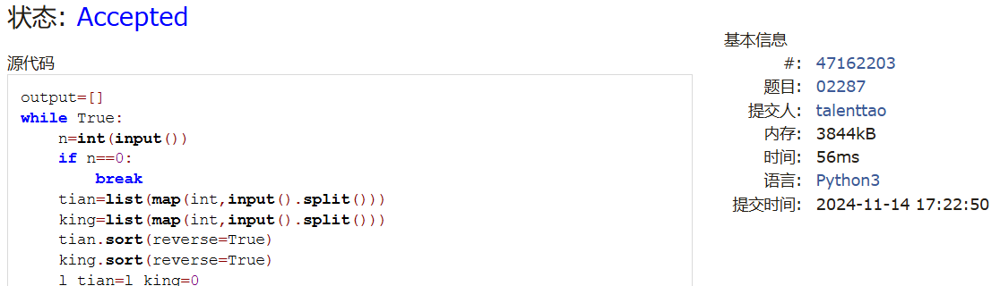 状态: Accepted
源代码
output=[]
while True:
    n=int(input())
    if n==0:
        break
    tian=list(map(int,input().split()))
    king=list(map(int,input().split()))
    tian.sort(reverse=True)
    king.sort(reverse=True)
    l_tian=l_king=0
基本信息
#: 47162203
题目: 02287
提交人: talenttao
内存: 3844kB
时间: 56ms
语言: Python3
提交时间: 2024-11-14 17:22:50